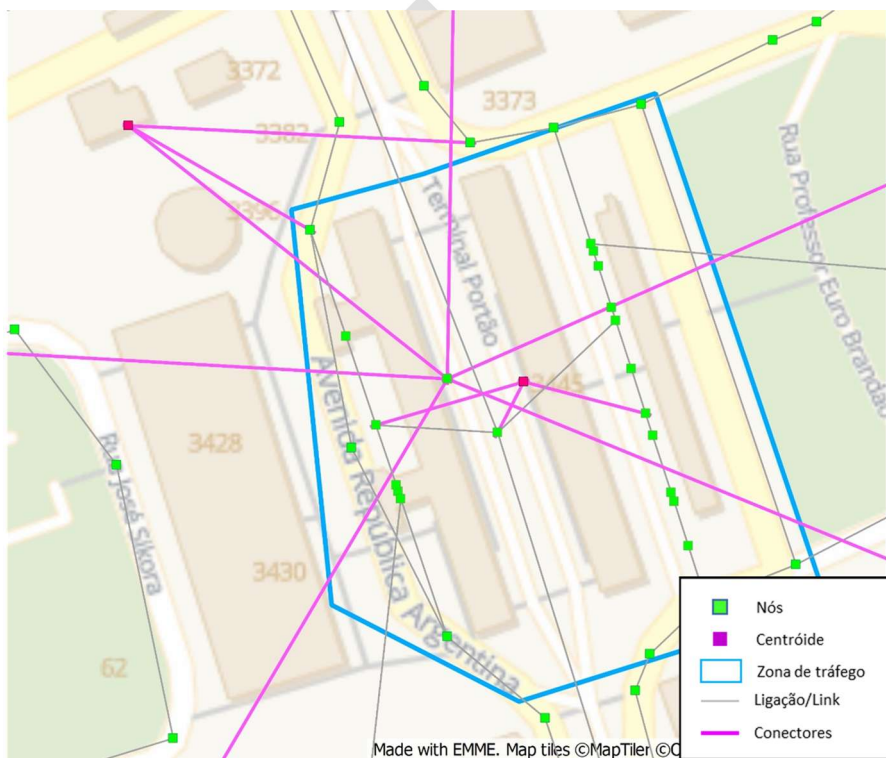 3372
3373
3382
3396
Rua Professor Euro Brandão
Terminal Portão
3445
Avenida República Argentina
3428
Rua José Sikora
3430
62
Nós
Centróide
Zona de tráfego
Ligação/Link
Conectores
Made with EMME. Map tiles ©MapTiler ©O